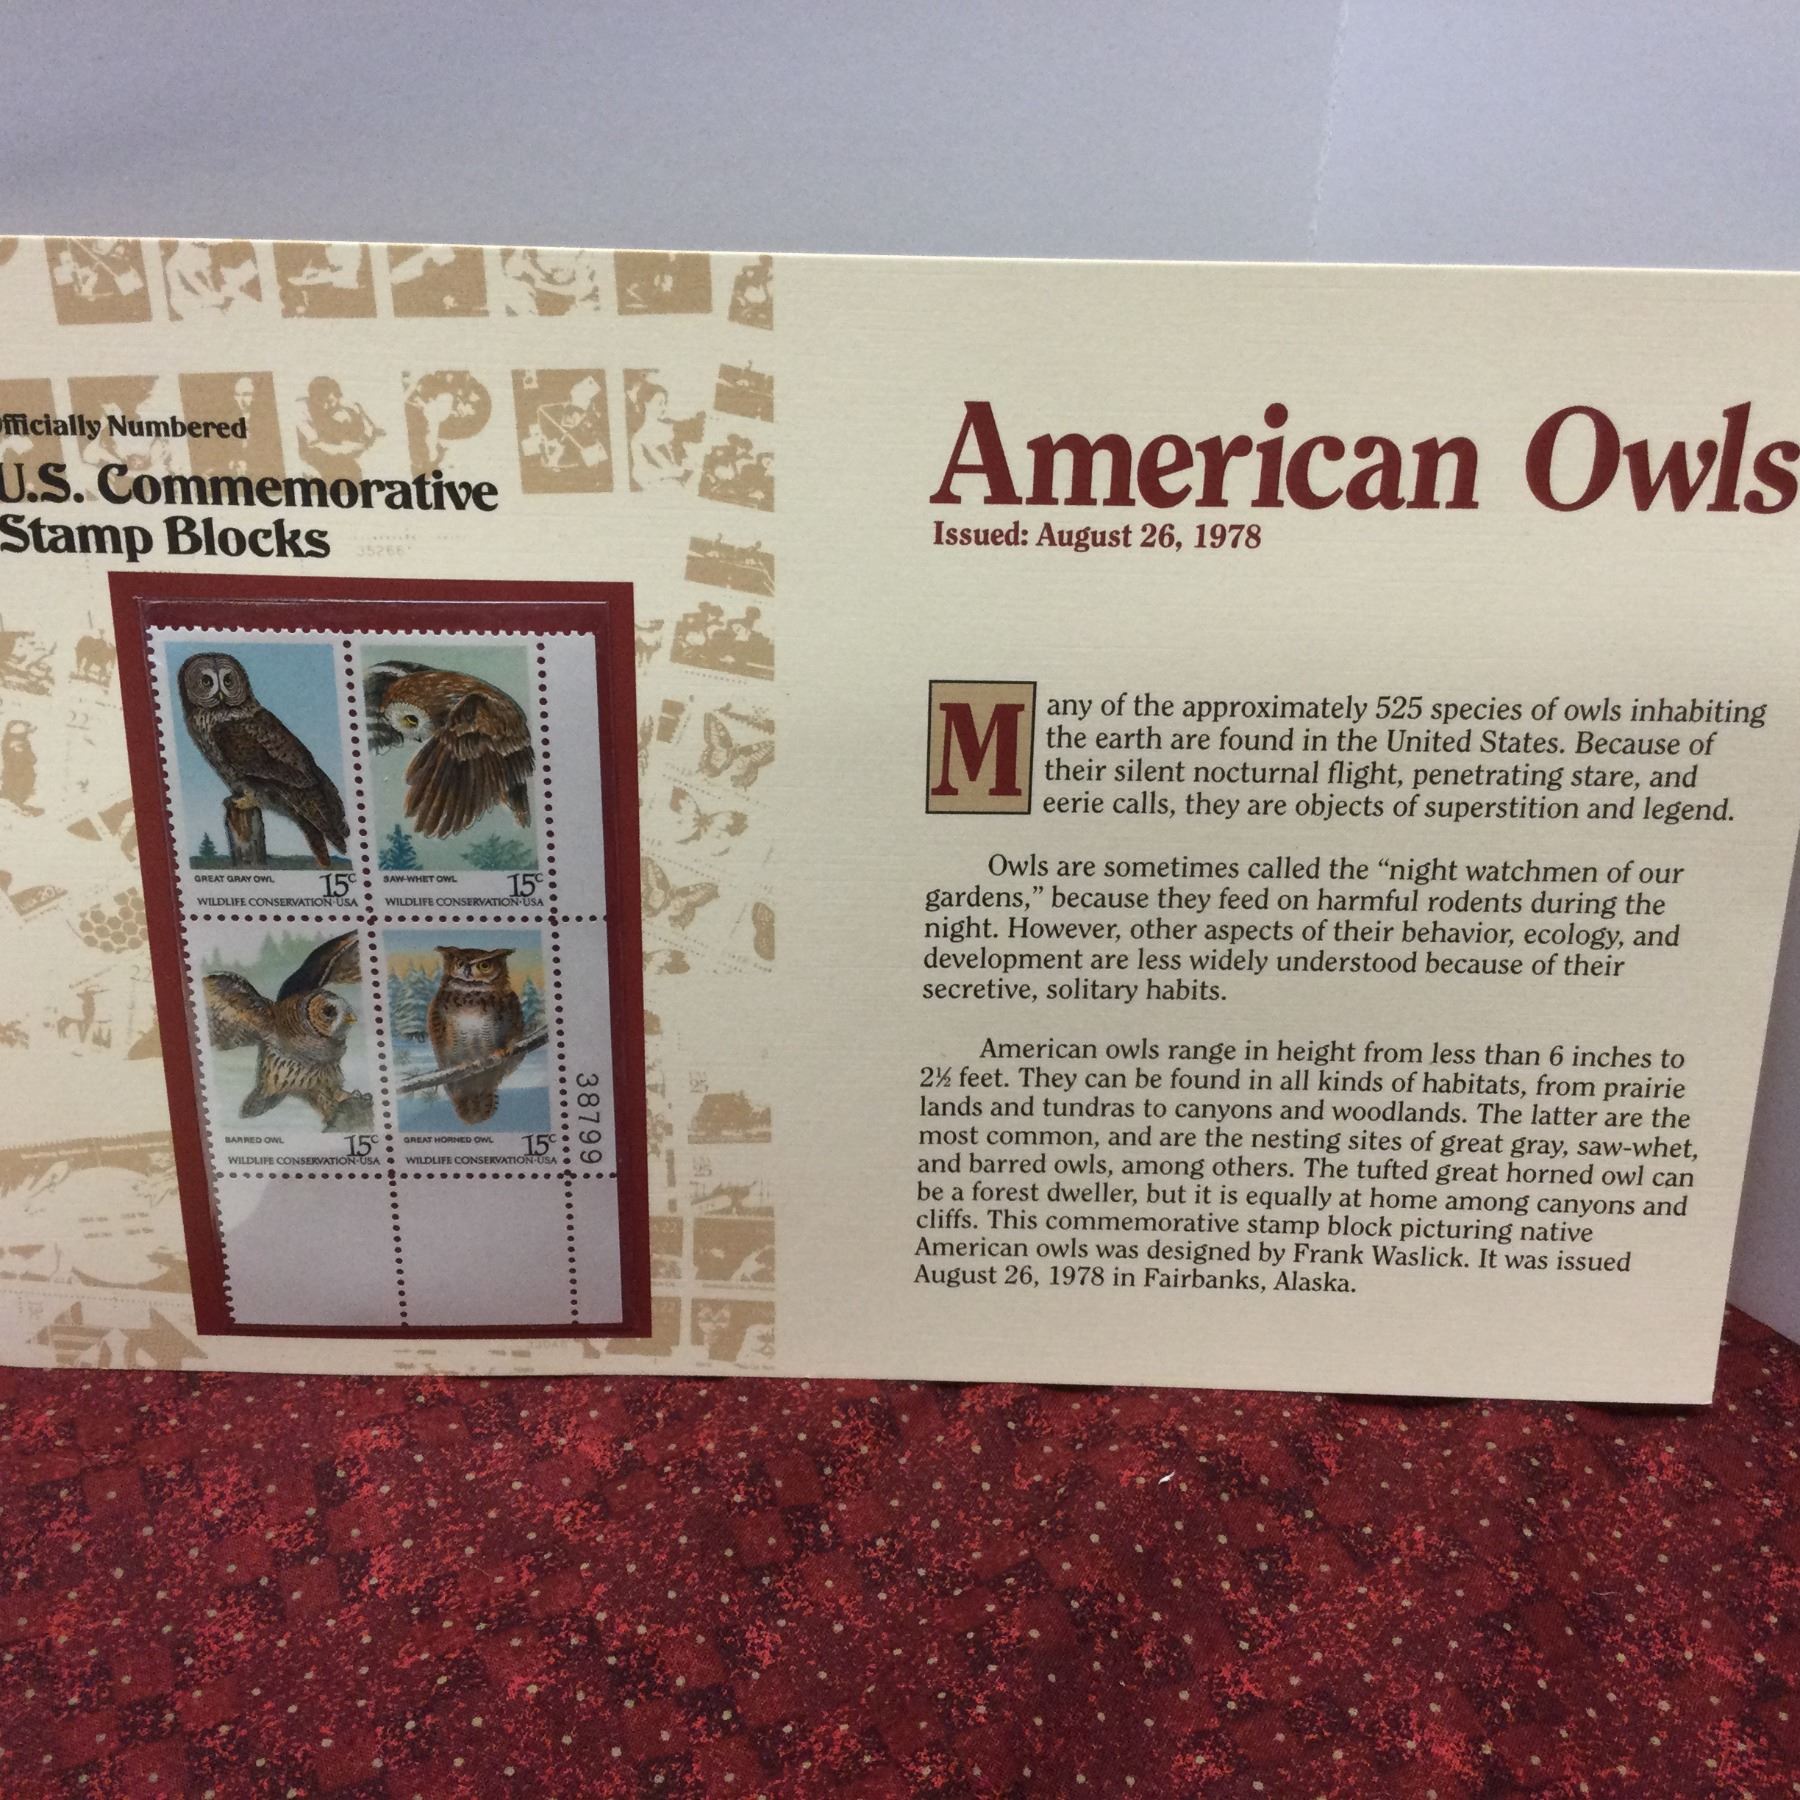 Officially Numbered
U.S. Commemorative
Stamp Blocks
GREAT GRAY OWL 15c
WILDLIFE CONSERVATION·USA
SAW-WHET OWL 15c
WILDLIFE CONSERVATION·USA
BARRED OWL 15c
WILDLIFE CONSERVATION·USA
GREAT HORNED OWL 15c
WILDLIFE CONSERVATION·USA
38799
American Owls
Issued: August 26, 1978
Many of the approximately 525 species of owls inhabiting
the earth are found in the United States. Because of
their silent nocturnal flight, penetrating stare, and
eerie calls, they are objects of superstition and legend.
Owls are sometimes called the “night watchmen of our
gardens,” because they feed on harmful rodents during the
night. However, other aspects of their behavior, ecology, and
development are less widely understood because of their
secretive, solitary habits.
American owls range in height from less than 6 inches to
2½ feet. They can be found in all kinds of habitats, from prairie
lands and tundras to canyons and woodlands. The latter are the
most common, and are the nesting sites of great gray, saw-whet,
and barred owls, among others. The tufted great horned owl can
be a forest dweller, but it is equally at home among canyons and
cliffs. This commemorative stamp block picturing native
American owls was designed by Frank Waslick. It was issued
August 26, 1978 in Fairbanks, Alaska.